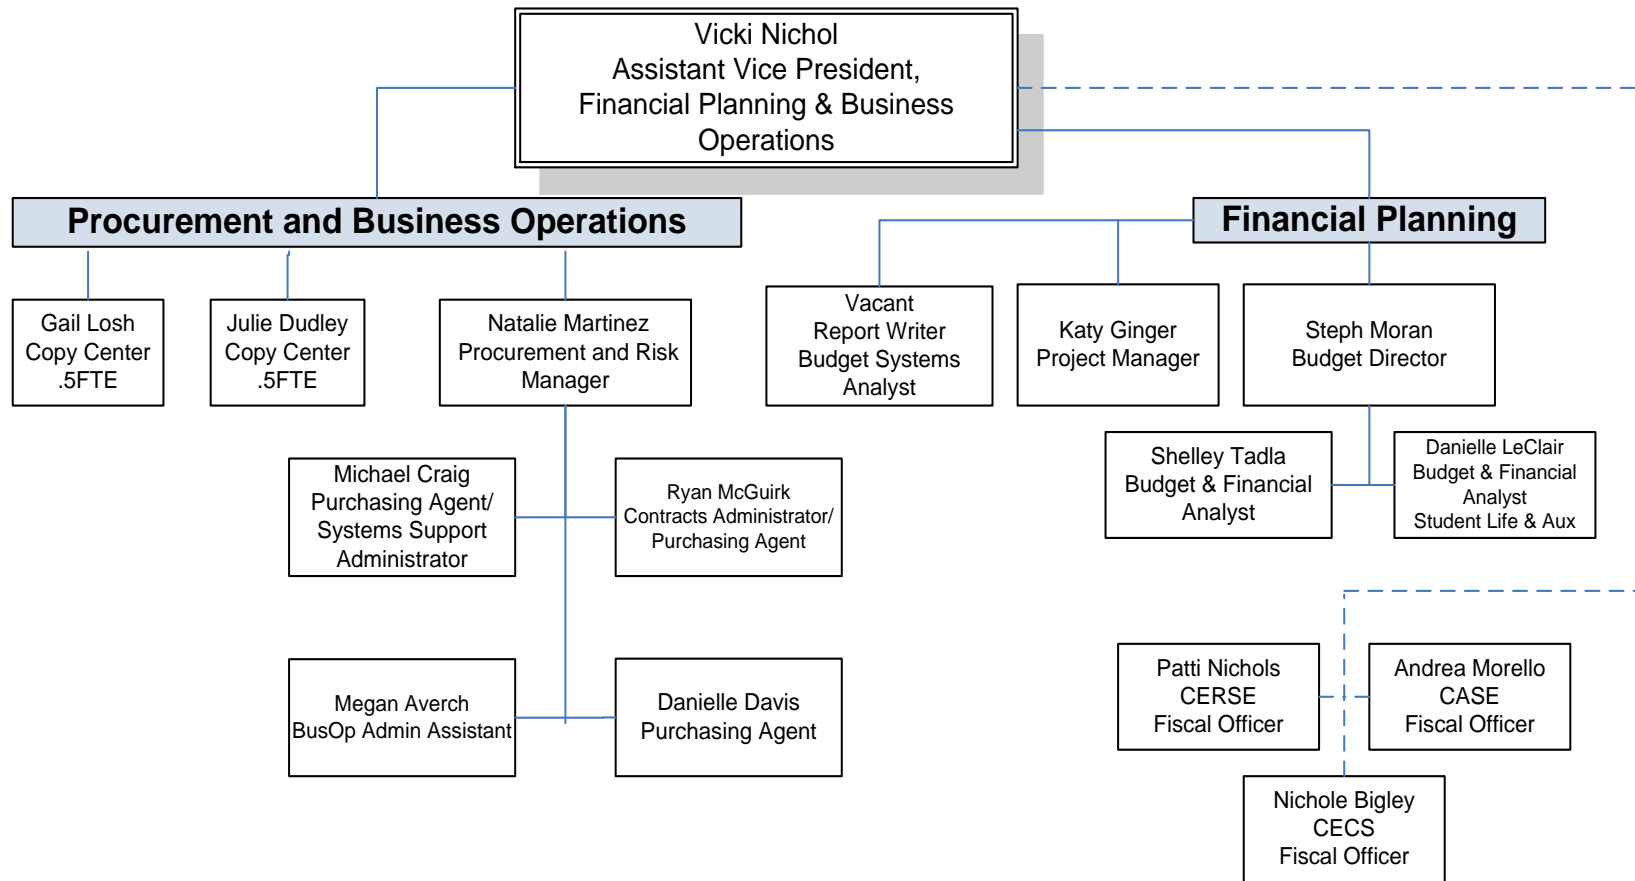 Vicki Nichol
Assistant Vice President,
Financial Planning & Business
Operations
Procurement and Business Operations
Financial Planning
Gail Losh
Copy Center
.5FTE
Julie Dudley
Copy Center
.5FTE
Natalie Martinez
Procurement and Risk
Manager
Vacant
Report Writer
Budget Systems
Analyst
Katy Ginger
Project Manager
Steph Moran
Budget Director
Michael Craig
Purchasing Agent/
Systems Support
Administrator
Ryan McGuirk
Contracts Administrator/
Purchasing Agent
Shelley Tadla
Budget & Financial
Analyst
Danielle LeClair
Budget & Financial
Analyst
Student Life & Aux
Megan Averch
BusOp Admin Assistant
Danielle Davis
Purchasing Agent
Patti Nichols
CERSE
Fiscal Officer
Andrea Morello
CASE
Fiscal Officer
Nichole Bigley
CECS
Fiscal Officer